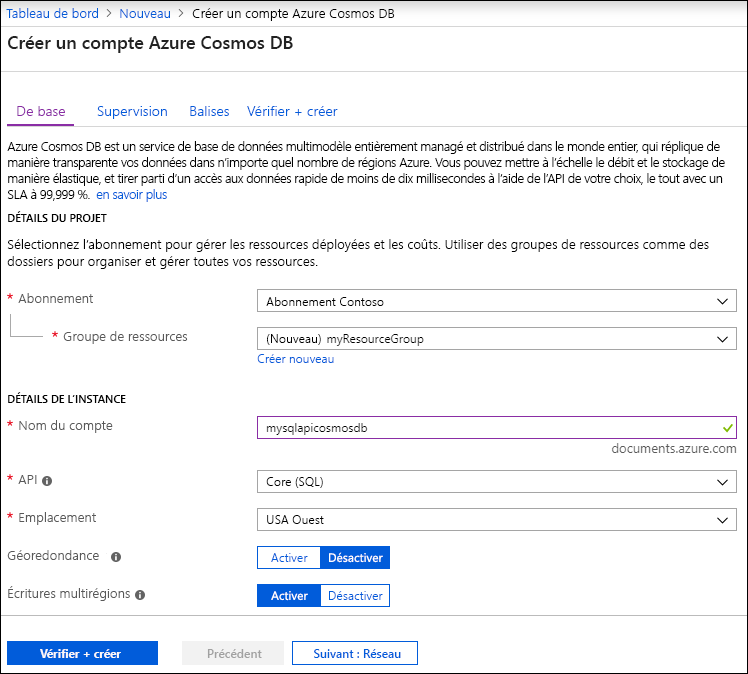 Tableau de bord > Nouveau > Créer un compte Azure Cosmos DB
Créer un compte Azure Cosmos DB
De base Supervision Balises Vérifier + créer
Azure Cosmos DB est un service de base de données multimodèle entièrement managé et distribué dans le monde entier, qui réplique de
manière transparente vos données dans n'importe quel nombre de régions Azure. Vous pouvez mettre à l'échelle le débit et le stockage de
manière élastique, et tirer parti d'un accès aux données rapide de moins de dix millisecondes à l'aide de l'API de votre choix, le tout avec un
SLA à 99,999 %. en savoir plus
DÉTAILS DU PROJET
Sélectionnez l'abonnement pour gérer les ressources déployées et les coûts. Utiliser des groupes de ressources comme des
dossiers pour organiser et gérer toutes vos ressources.
* Abonnement Abonnement Contoso
* Groupe de ressources (Nouveau) myResourceGroup
Créer nouveau
DÉTAILS DE L'INSTANCE
* Nom du compte mysqlapicosmosdb
documents.azure.com
* API Core (SQL)
* Emplacement USA Ouest
Géoredondance Activer Désactiver
Écritures multirégions Activer Désactiver
Vérifier + créer Précédent Suivant : Réseau